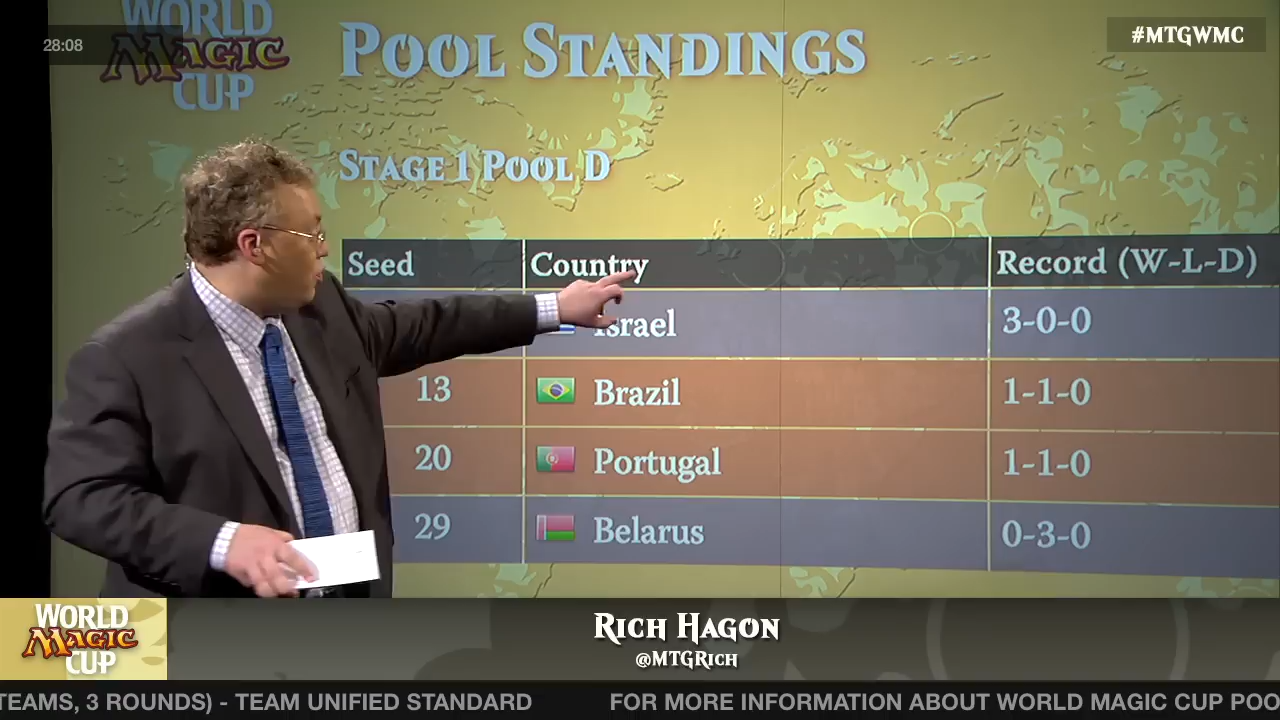 28:08
WORLD
MAGIC
CUP
POOL STANDINGS
#MTGWMC
STAGE 1 POOL D
Seed Country Record (W-L-D)
Israel 3-0-0
13 Brazil 1-1-0
20 Portugal 1-1-0
29 Belarus 0-3-0
WORLD
MAGIC
CUP
RICH HAGON
@MTGRICH
TEAMS, 3 ROUNDS) - TEAM UNIFIED STANDARD FOR MORE INFORMATION ABOUT WORLD MAGIC CUP POO